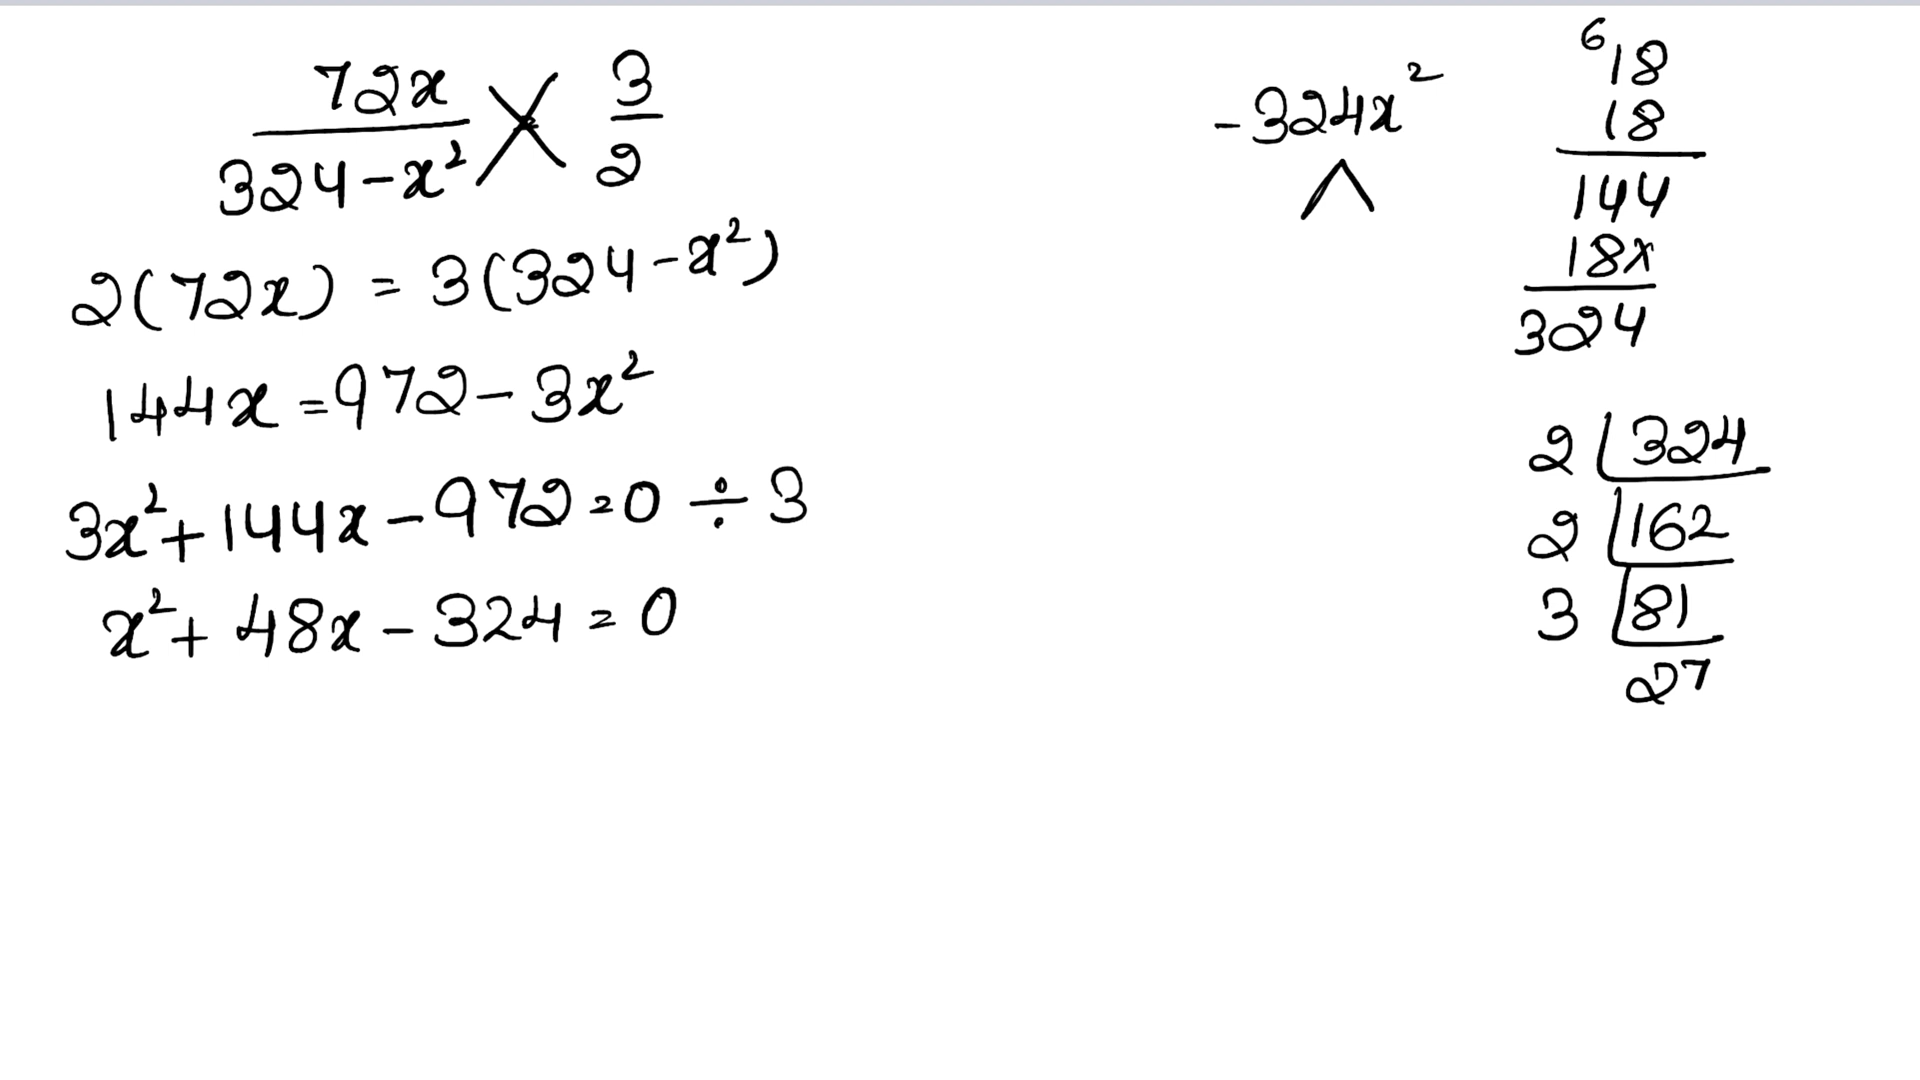 72x/(324-x²) × 3/2
2(72x) = 3(324-x²)
144x = 972 - 3x²
3x² + 144x - 972 = 0 ÷ 3
x² + 48x - 324 = 0
-324x²
6
18
18
144
18x
324
2 | 324
2 | 162
3 | 81
27